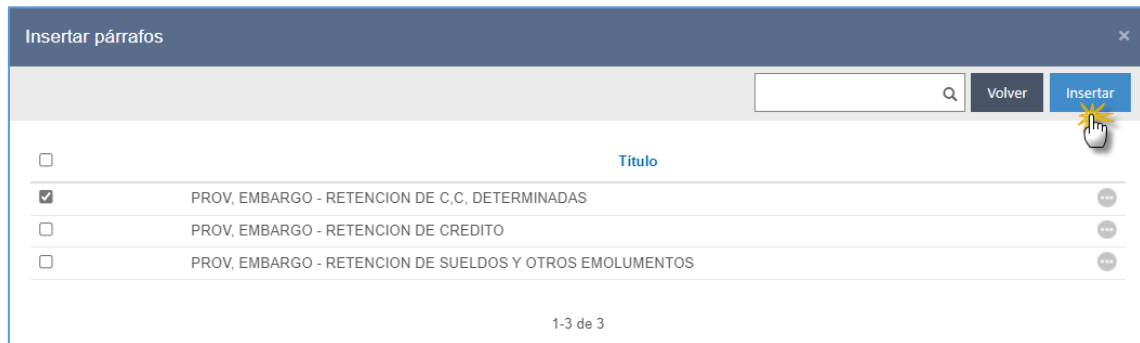 Insertar párrafos
Volver Insertar
Título
PROV, EMBARGO - RETENCION DE C,C, DETERMINADAS
PROV, EMBARGO - RETENCION DE CREDITO
PROV, EMBARGO - RETENCION DE SUELDOS Y OTROS EMOLUMENTOS
1-3 de 3